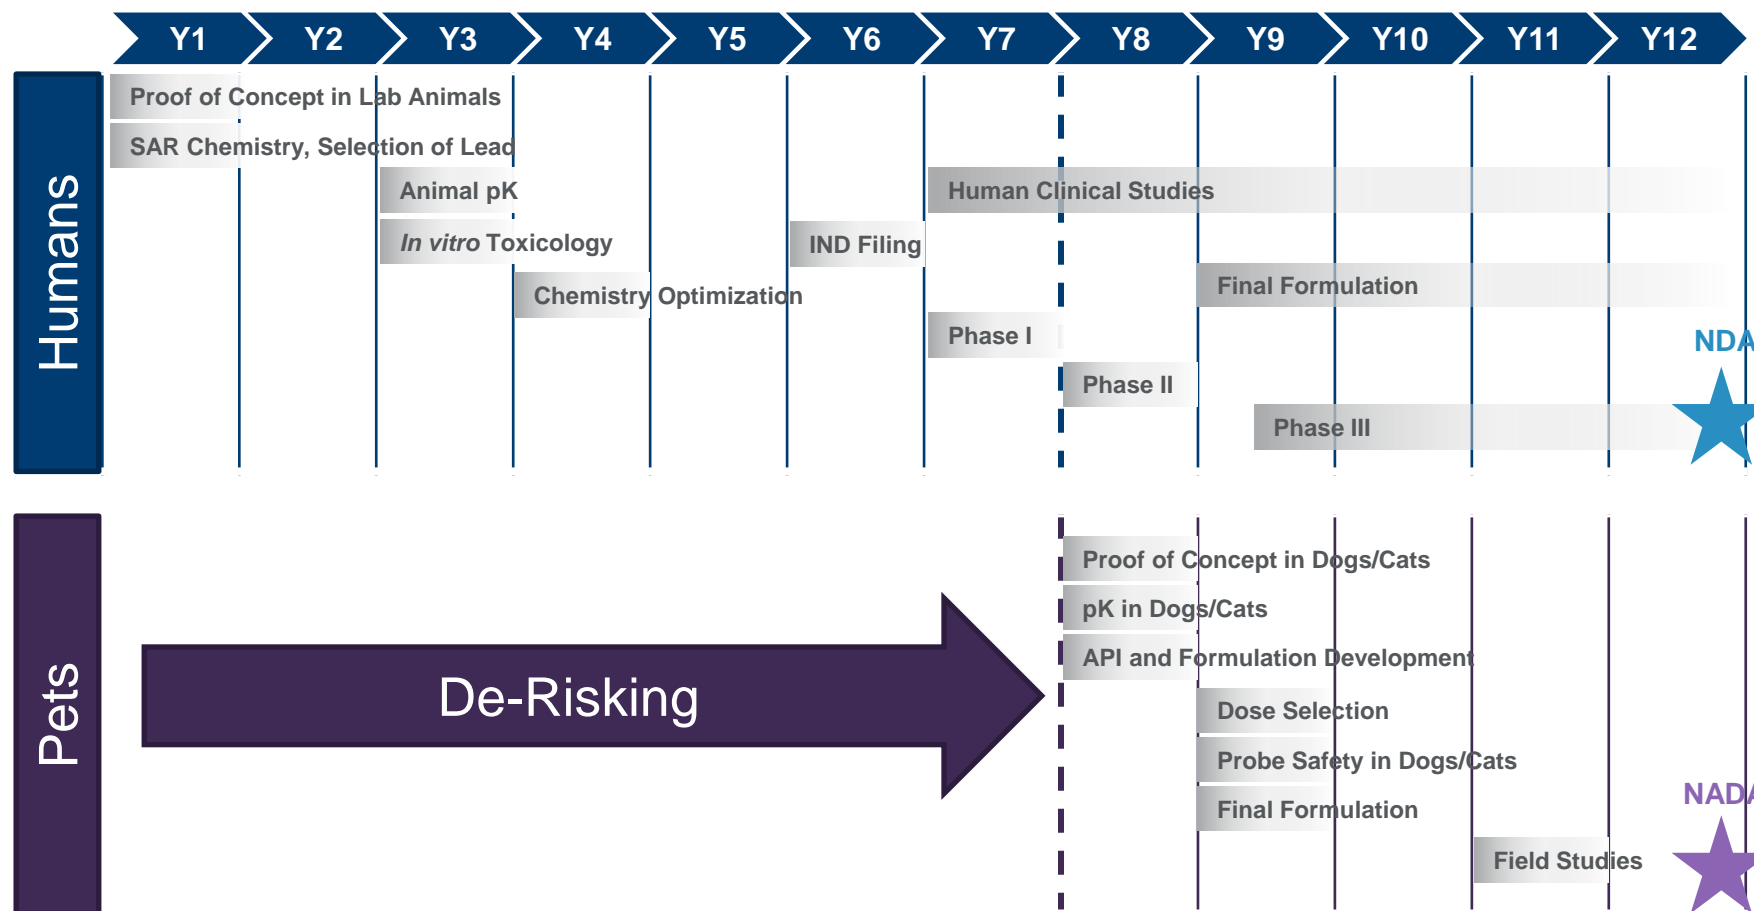 Y1 Y2 Y3 Y4 Y5 Y6 Y7 Y8 Y9 Y10 Y11 Y12
Humans
Proof of Concept in Lab Animals
SAR Chemistry, Selection of Lead
Animal pK
Human Clinical Studies
In vitro Toxicology
IND Filing
Chemistry Optimization
Final Formulation
Phase I
NDA
Phase II
Phase III
Pets
De-Risking
Proof of Concept in Dogs/Cats
pK in Dogs/Cats
API and Formulation Development
Dose Selection
Probe Safety in Dogs/Cats
Final Formulation
NADA
Field Studies